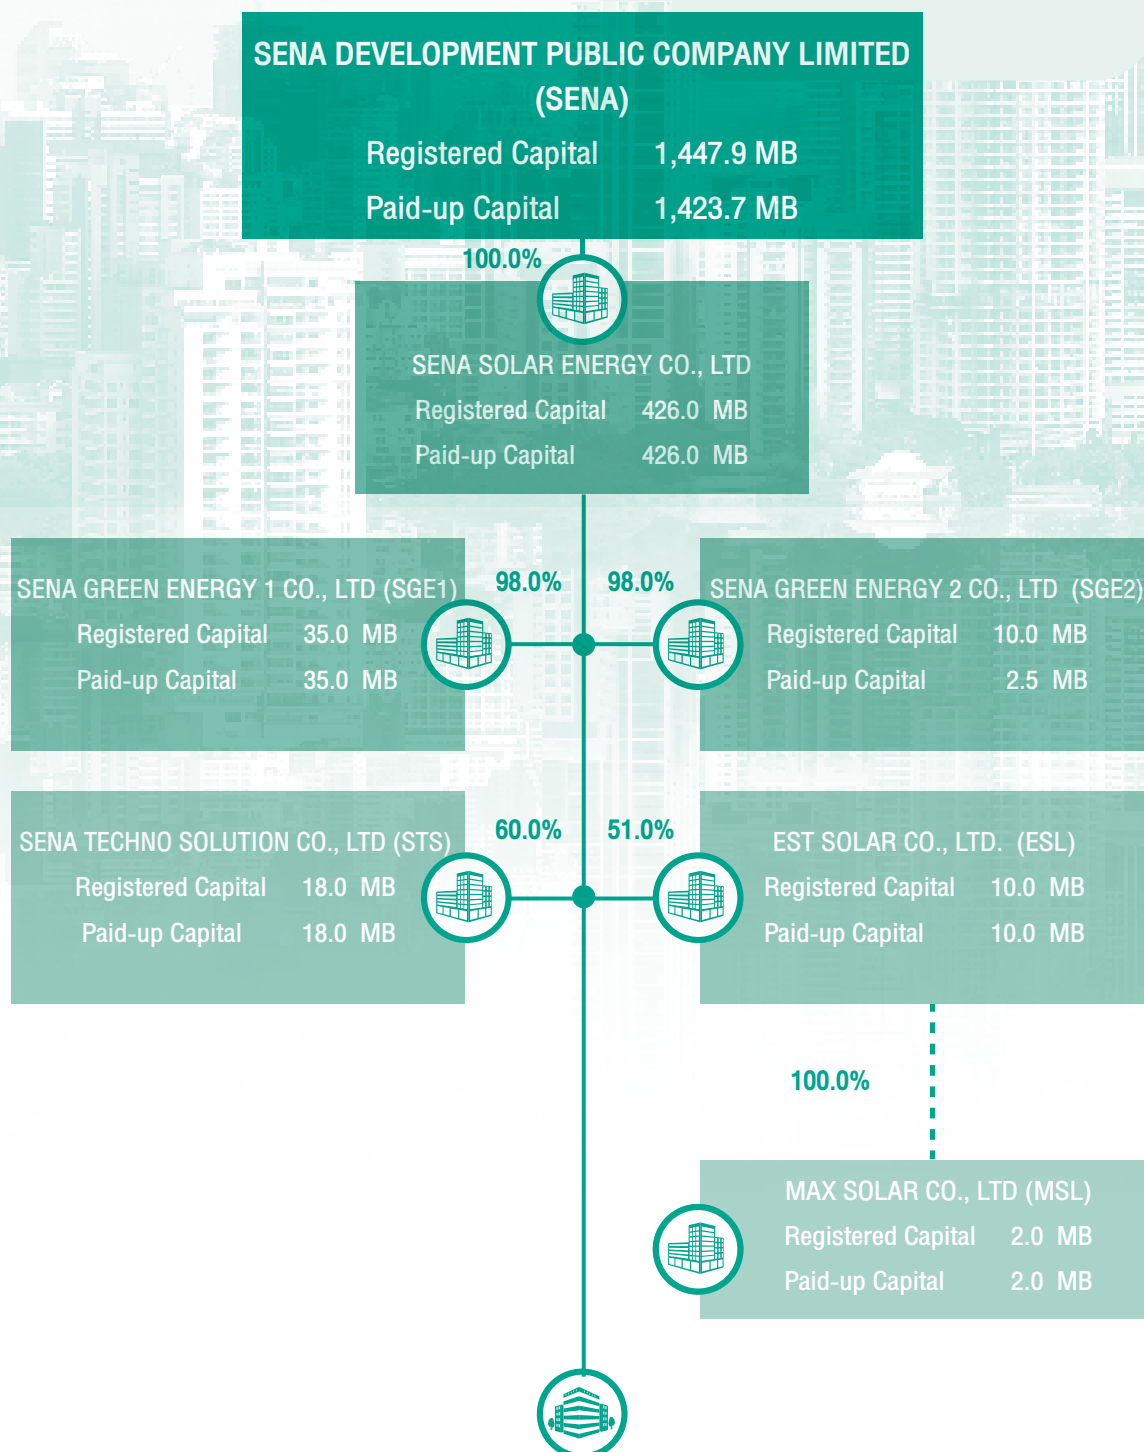 SENA DEVELOPMENT PUBLIC COMPANY LIMITED
(SENA)
Registered Capital 1,447.9 MB
Paid-up Capital 1,423.7 MB
100.0%
SENA SOLAR ENERGY CO., LTD
Registered Capital 426.0 MB
Paid-up Capital 426.0 MB
98.0%
98.0%
SENA GREEN ENERGY 1 CO., LTD (SGE1)
Registered Capital 35.0 MB
Paid-up Capital 35.0 MB
SENA GREEN ENERGY 2 CO., LTD (SGE2)
Registered Capital 10.0 MB
Paid-up Capital 2.5 MB
60.0%
51.0%
SENA TECHNO SOLUTION CO., LTD (STS)
Registered Capital 18.0 MB
Paid-up Capital 18.0 MB
EST SOLAR CO., LTD. (ESL)
Registered Capital 10.0 MB
Paid-up Capital 10.0 MB
100.0%
MAX SOLAR CO., LTD (MSL)
Registered Capital 2.0 MB
Paid-up Capital 2.0 MB